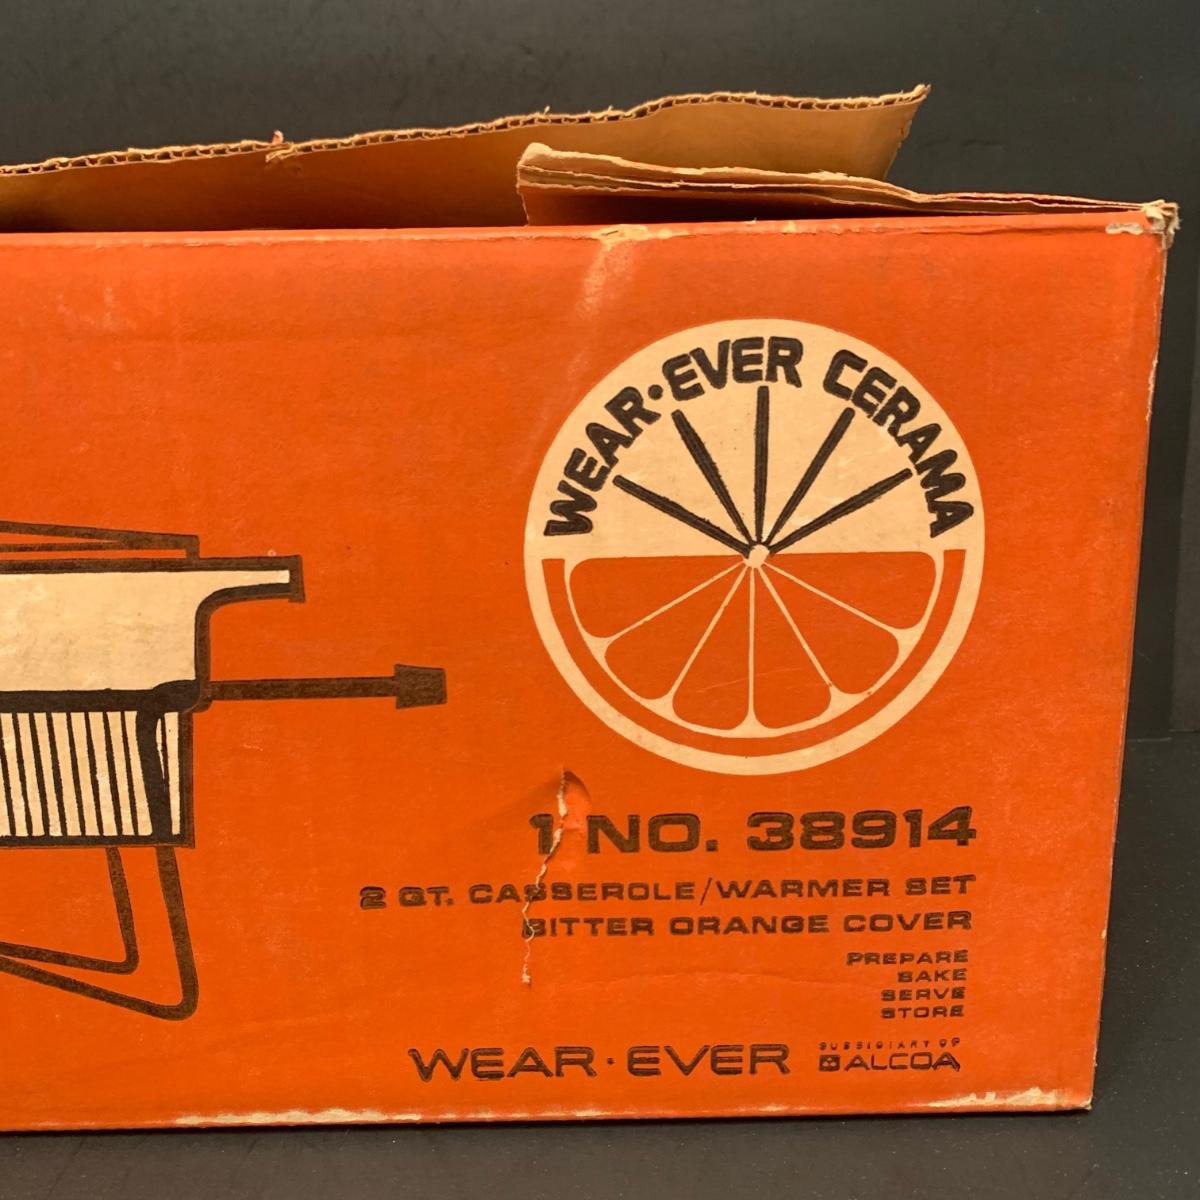 WEAR·EVER CERAMA
1 NO. 38914
2 QT. CASSEROLE/WARMER SET
BITTER ORANGE COVER
PREPARE
BAKE
SERVE
STORE
WEAR·EVER
SUBSIDIARY OF
ALCOA